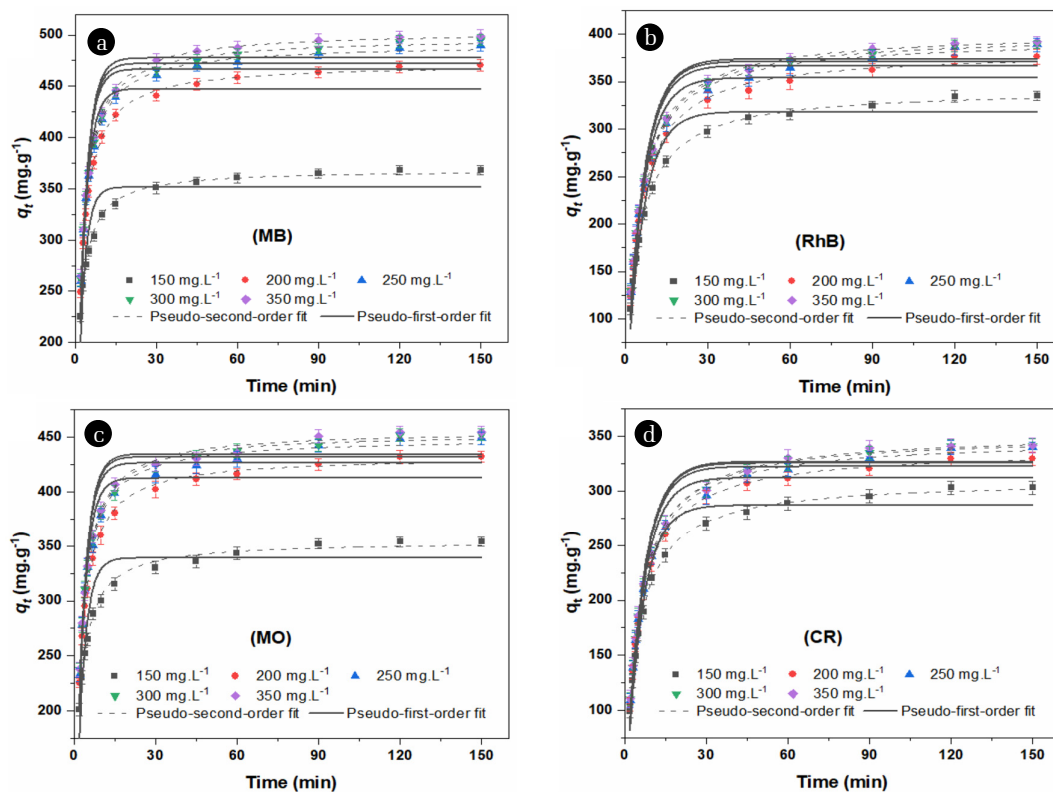 a
500
450
400
350
300
250
200
qt (mg.g-1)
(MB)
150 mg.L-1 200 mg.L-1 250 mg.L-1
300 mg.L-1 350 mg.L-1
Pseudo-second-order fit Pseudo-first-order fit
0 30 60 90 120 150
Time (min)
b
400
350
300
250
200
150
100
qt (mg.g-1)
(RhB)
150 mg.L-1 200 mg.L-1 250 mg.L-1
300 mg.L-1 350 mg.L-1
Pseudo-second-order fit Pseudo-first-order fit
0 30 60 90 120 150
Time (min)
c
450
400
350
300
250
200
qt (mg.g-1)
(MO)
150 mg.L-1 200 mg.L-1 250 mg.L-1
300 mg.L-1 350 mg.L-1
Pseudo-second-order fit Pseudo-first-order fit
0 30 60 90 120 150
Time (min)
d
350
300
250
200
150
100
qt (mg.g-1)
(CR)
150 mg.L-1 200 mg.L-1 250 mg.L-1
300 mg.L-1 350 mg.L-1
Pseudo-second-order fit Pseudo-first-order fit
0 30 60 90 120 150
Time (min)